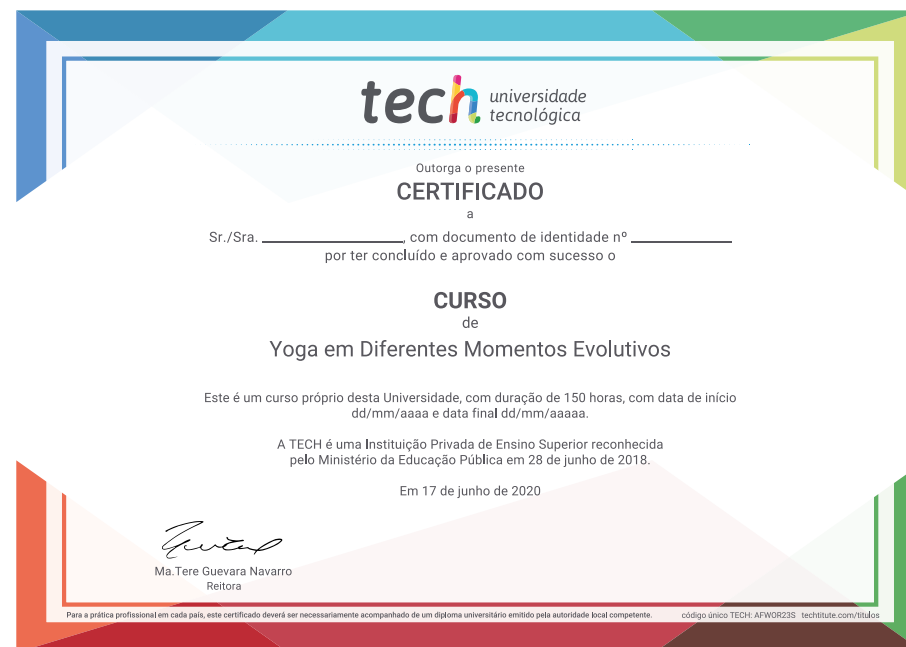 tech universidade
tecnológica
Outorga o presente
CERTIFICADO
a
Sr./Sra. ____________, com documento de identidade nº ____________
por ter concluído e aprovado com sucesso o
CURSO
de
Yoga em Diferentes Momentos Evolutivos
Este é um curso próprio desta Universidade, com duração de 150 horas, com data de início
dd/mm/aaaa e data final dd/mm/aaaaa.
A TECH é uma Instituição Privada de Ensino Superior reconhecida
pelo Ministério da Educação Pública em 28 de junho de 2018.
Em 17 de junho de 2020
Ma.Tere Guevara Navarro
Reitora
Para a prática profissional em cada país, este certificado deverá ser necessariamente acompanhado de um diploma universitário emitido pela autoridade local competente. código único TECH: AFWOR23S techtitute.com/titulos